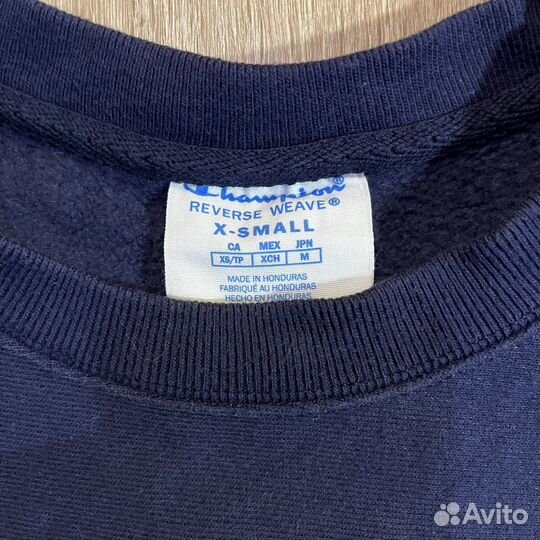 Champion®
REVERSE WEAVE®
X-SMALL
CA MEX JPN
XS/TP XCH M
MADE IN HONDURAS
FABRIQUÉ AU HONDURAS
HECHO EN HONDURAS
Avito